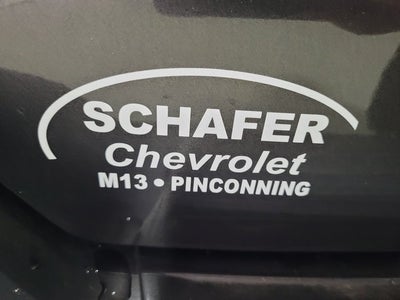 SCHAFER
Chevrolet
M13 • PINCONNING